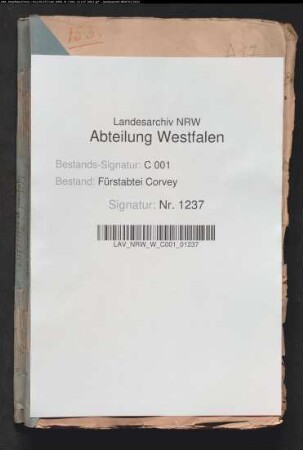 Landesarchiv NRW
Abteilung Westfalen
Bestands-Signatur: C 001
Bestand: Fürstabtei Corvey
Signatur: Nr. 1237
LAV_NRW_W_C001_01237